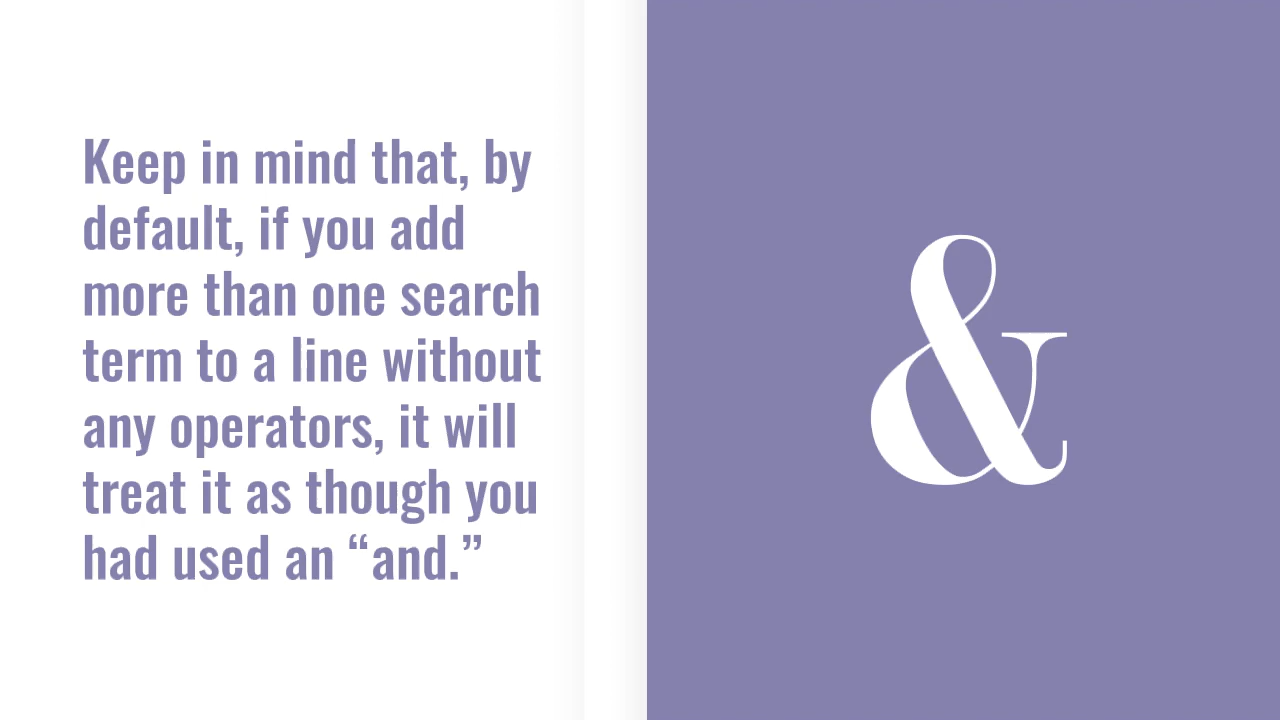 Keep in mind that, by
default, if you add
more than one search
term to a line without
any operators, it will
treat it as though you
had used an “and.”
&